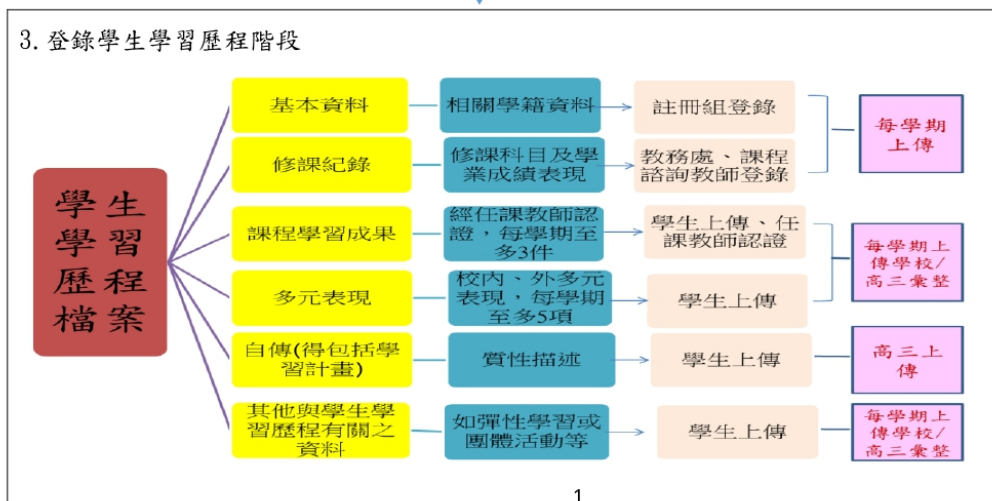 3. 登錄學生學習歷程階段
學生
學習
歷程
檔案
基本資料
相關學籍資料
註冊組登錄
每學期
上傳
修課紀錄
修課科目及學
業成績表現
教務處、課程
諮詢教師登錄
課程學習成果
經任課教師認
證，每學期至
多3件
學生上傳、任
課教師認證
每學期上
傳學校/
高三彙整
多元表現
校內、外多元
表現，每學期
至多5項
學生上傳
自傳(得包括學
習計畫)
質性描述
學生上傳
高三上
傳
其他與學生學
習歷程有關之
資料
如彈性學習或
團體活動等
學生上傳
每學期上
傳學校/
高三彙整
1